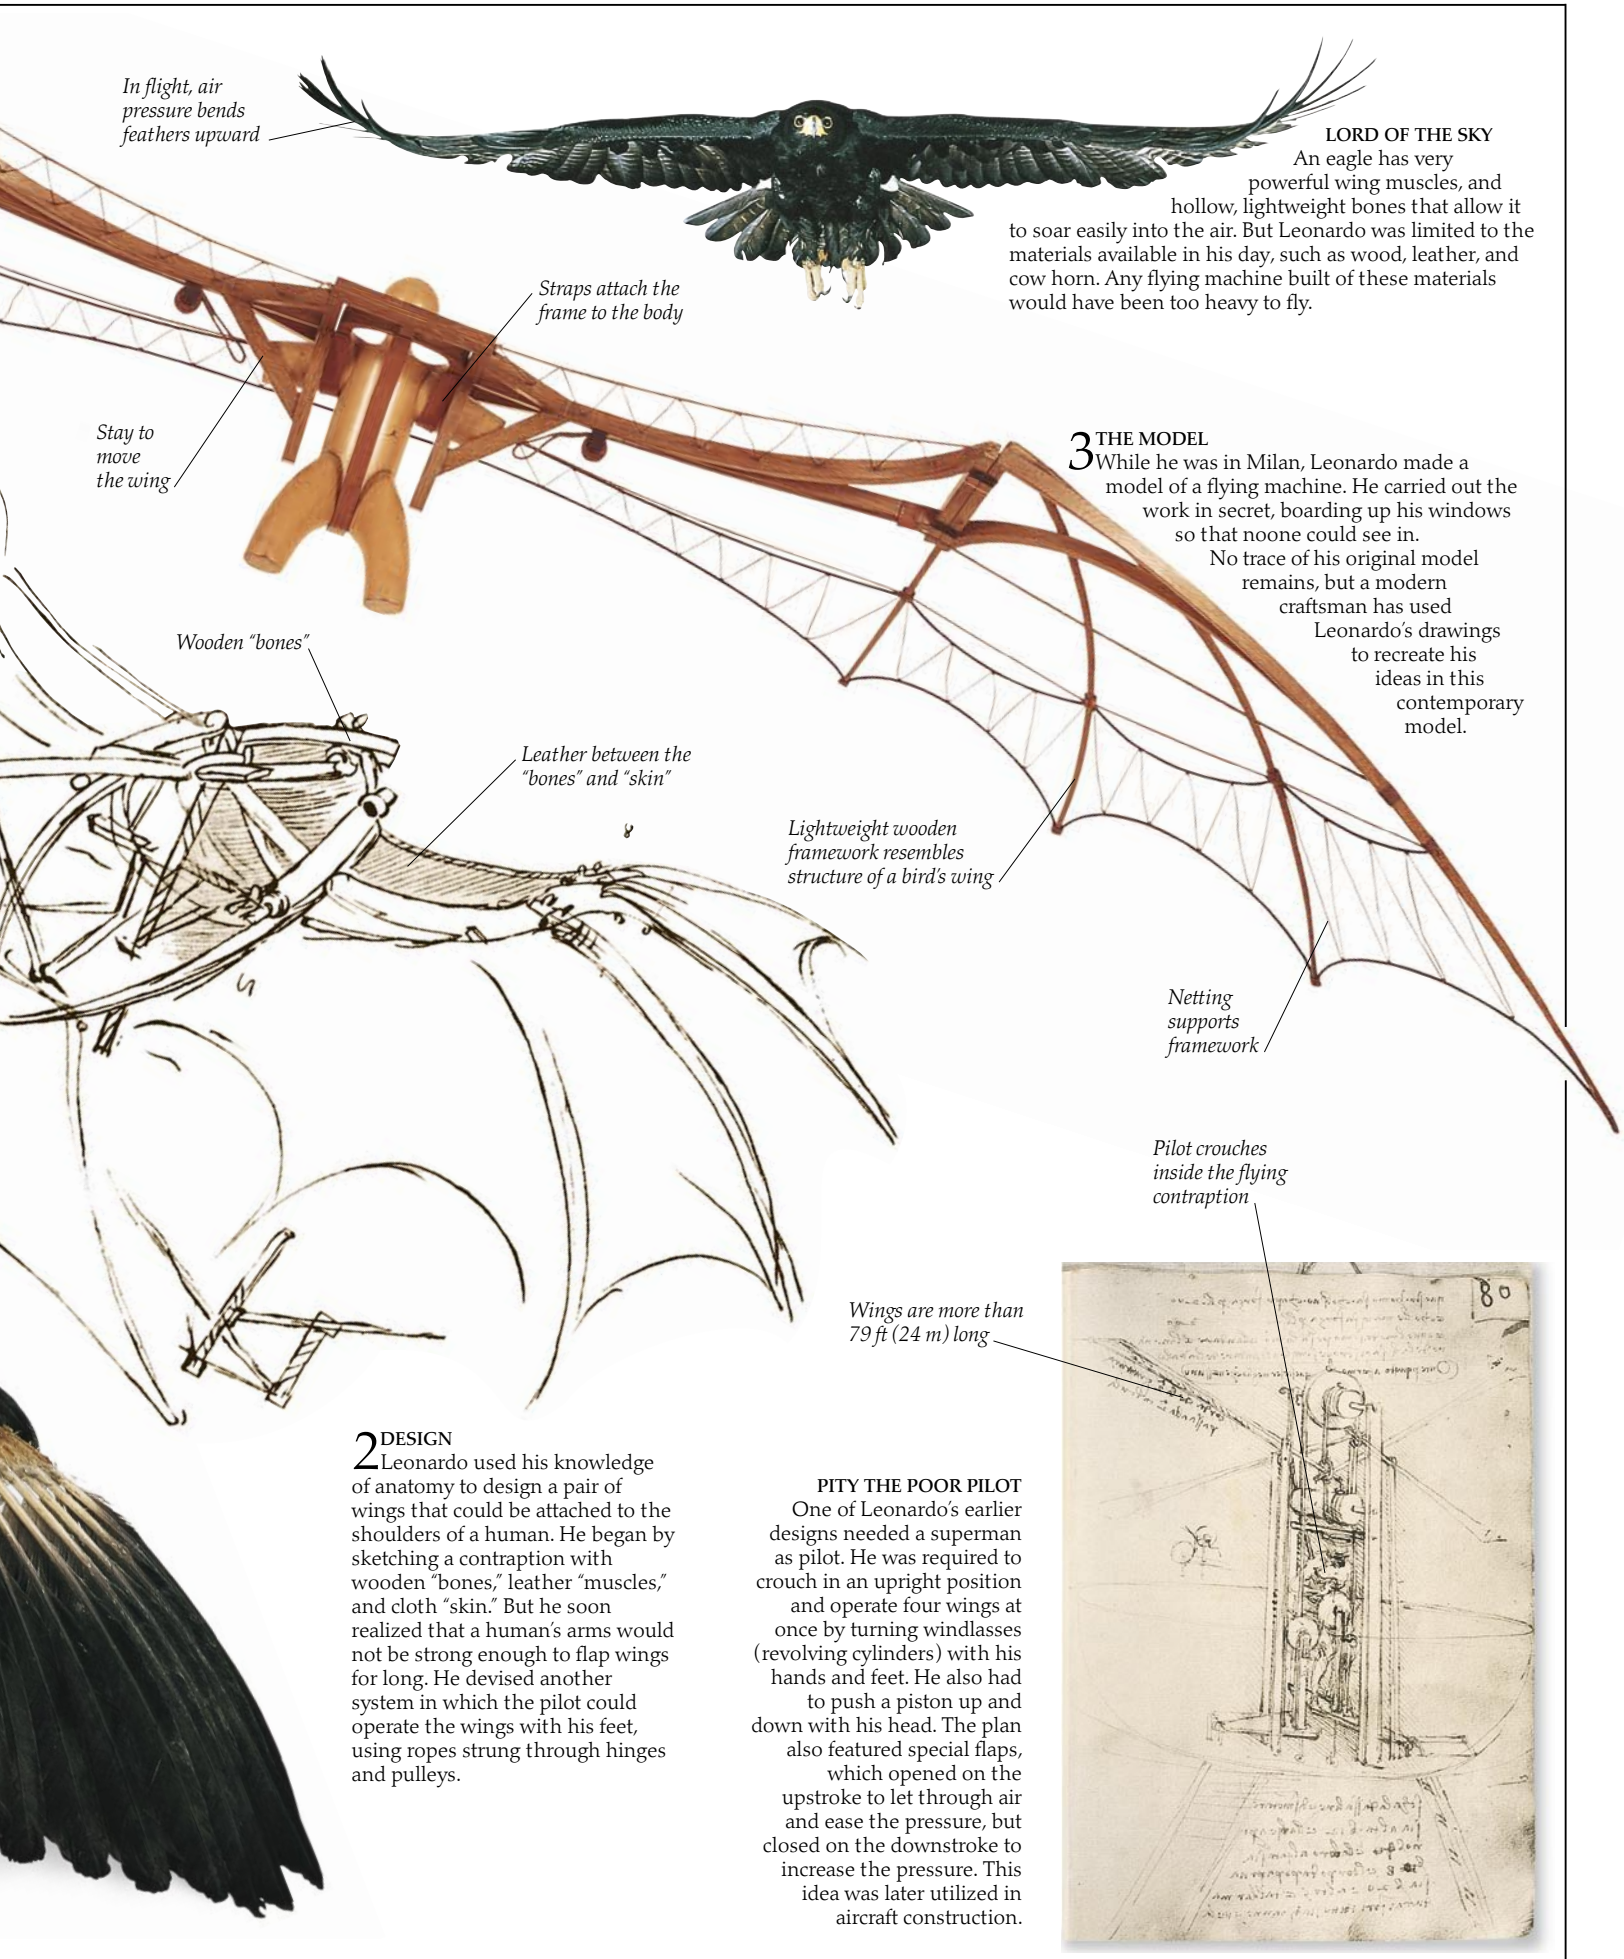 In flight, air
pressure bends
feathers upward
LORD OF THE SKY
An eagle has very
powerful wing muscles, and
hollow, lightweight bones that allow it
to soar easily into the air. But Leonardo was limited to the
materials available in his day, such as wood, leather, and
cow horn. Any flying machine built of these materials
would have been too heavy to fly.
Straps attach the
frame to the body
Stay to
move
the wing
3 THE MODEL
While he was in Milan, Leonardo made a
model of a flying machine. He carried out the
work in secret, boarding up his windows
so that noone could see in.
No trace of his original model
remains, but a modern
craftsman has used
Leonardo’s drawings
to recreate his
ideas in this
contemporary
model.
Wooden “bones”
Leather between the
“bones” and “skin”
Lightweight wooden
framework resembles
structure of a bird’s wing
Netting
supports
framework
Pilot crouches
inside the flying
contraption
Wings are more than
79 ft (24 m) long
80
2 DESIGN
Leonardo used his knowledge
of anatomy to design a pair of
wings that could be attached to the
shoulders of a human. He began by
sketching a contraption with
wooden “bones,” leather “muscles,”
and cloth “skin.” But he soon
realized that a human’s arms would
not be strong enough to flap wings
for long. He devised another
system in which the pilot could
operate the wings with his feet,
using ropes strung through hinges
and pulleys.
PITY THE POOR PILOT
One of Leonardo’s earlier
designs needed a superman
as pilot. He was required to
crouch in an upright position
and operate four wings at
once by turning windlasses
(revolving cylinders) with his
hands and feet. He also had
to push a piston up and
down with his head. The plan
also featured special flaps,
which opened on the
upstroke to let through air
and ease the pressure, but
closed on the downstroke to
increase the pressure. This
idea was later utilized in
aircraft construction.